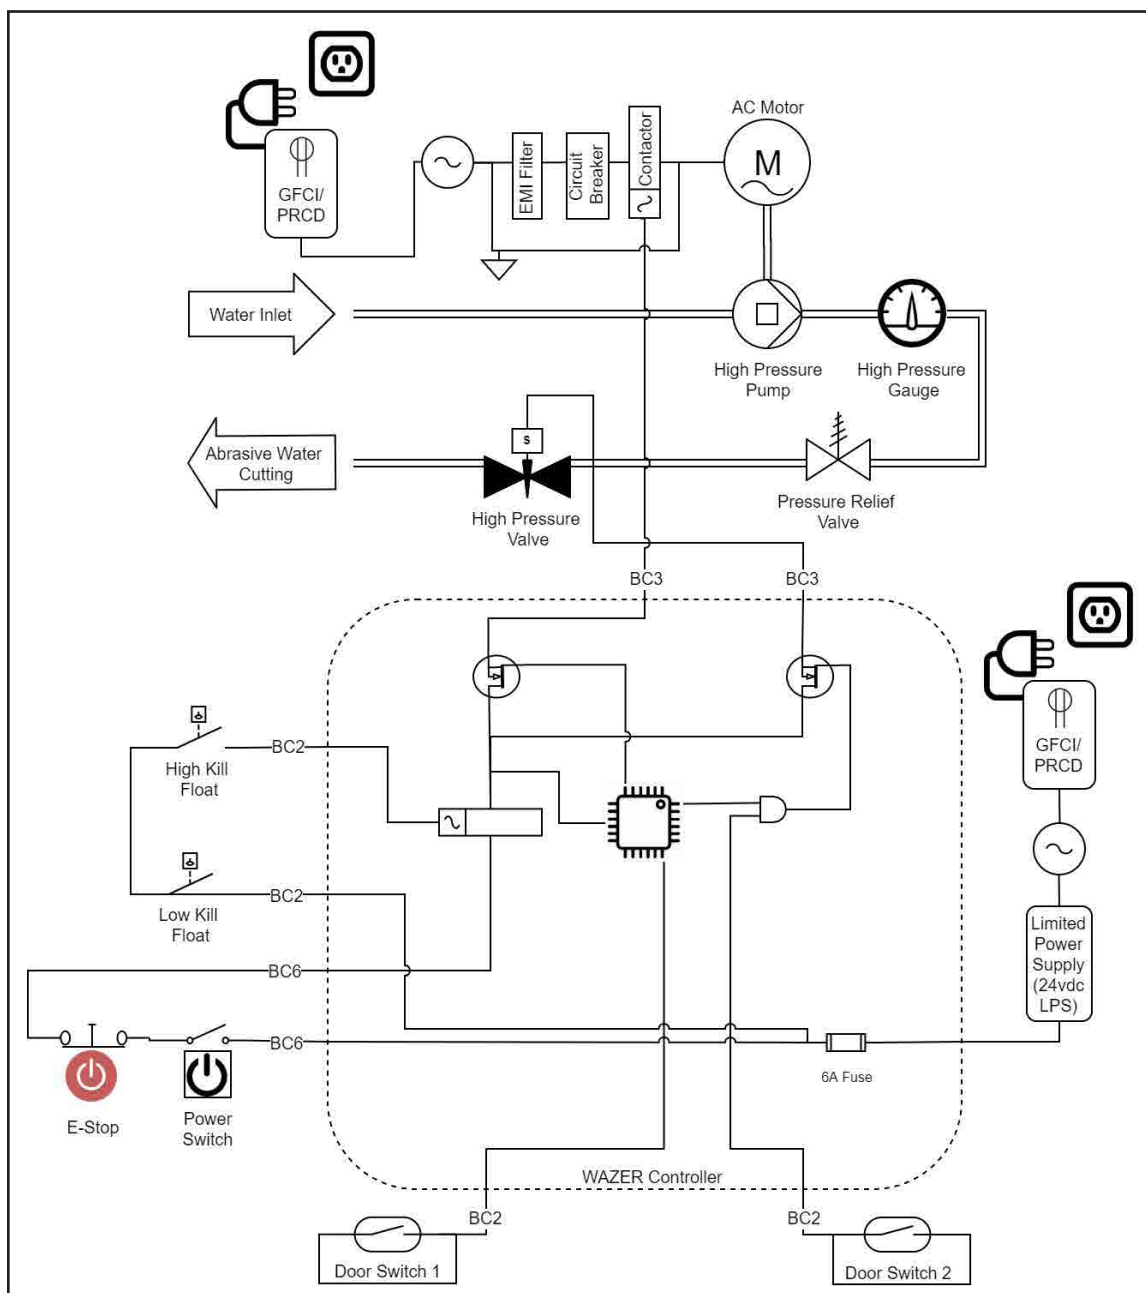 AC Motor
GFCI/
PRCD
EMI Filter
Circuit
Breaker
Contactor
M
Water Inlet
High Pressure
Pump
High Pressure
Gauge
S
Abrasive Water
Cutting
High Pressure
Valve
Pressure Relief
Valve
BC3
BC3
High Kill
Float
BC2
GFCI/
PRCD
Low Kill
Float
BC2
Limited
Power
Supply
(24vdc
LPS)
BC6
BC6
6A Fuse
E-Stop
Power
Switch
WAZER Controller
BC2
BC2
Door Switch 1
Door Switch 2